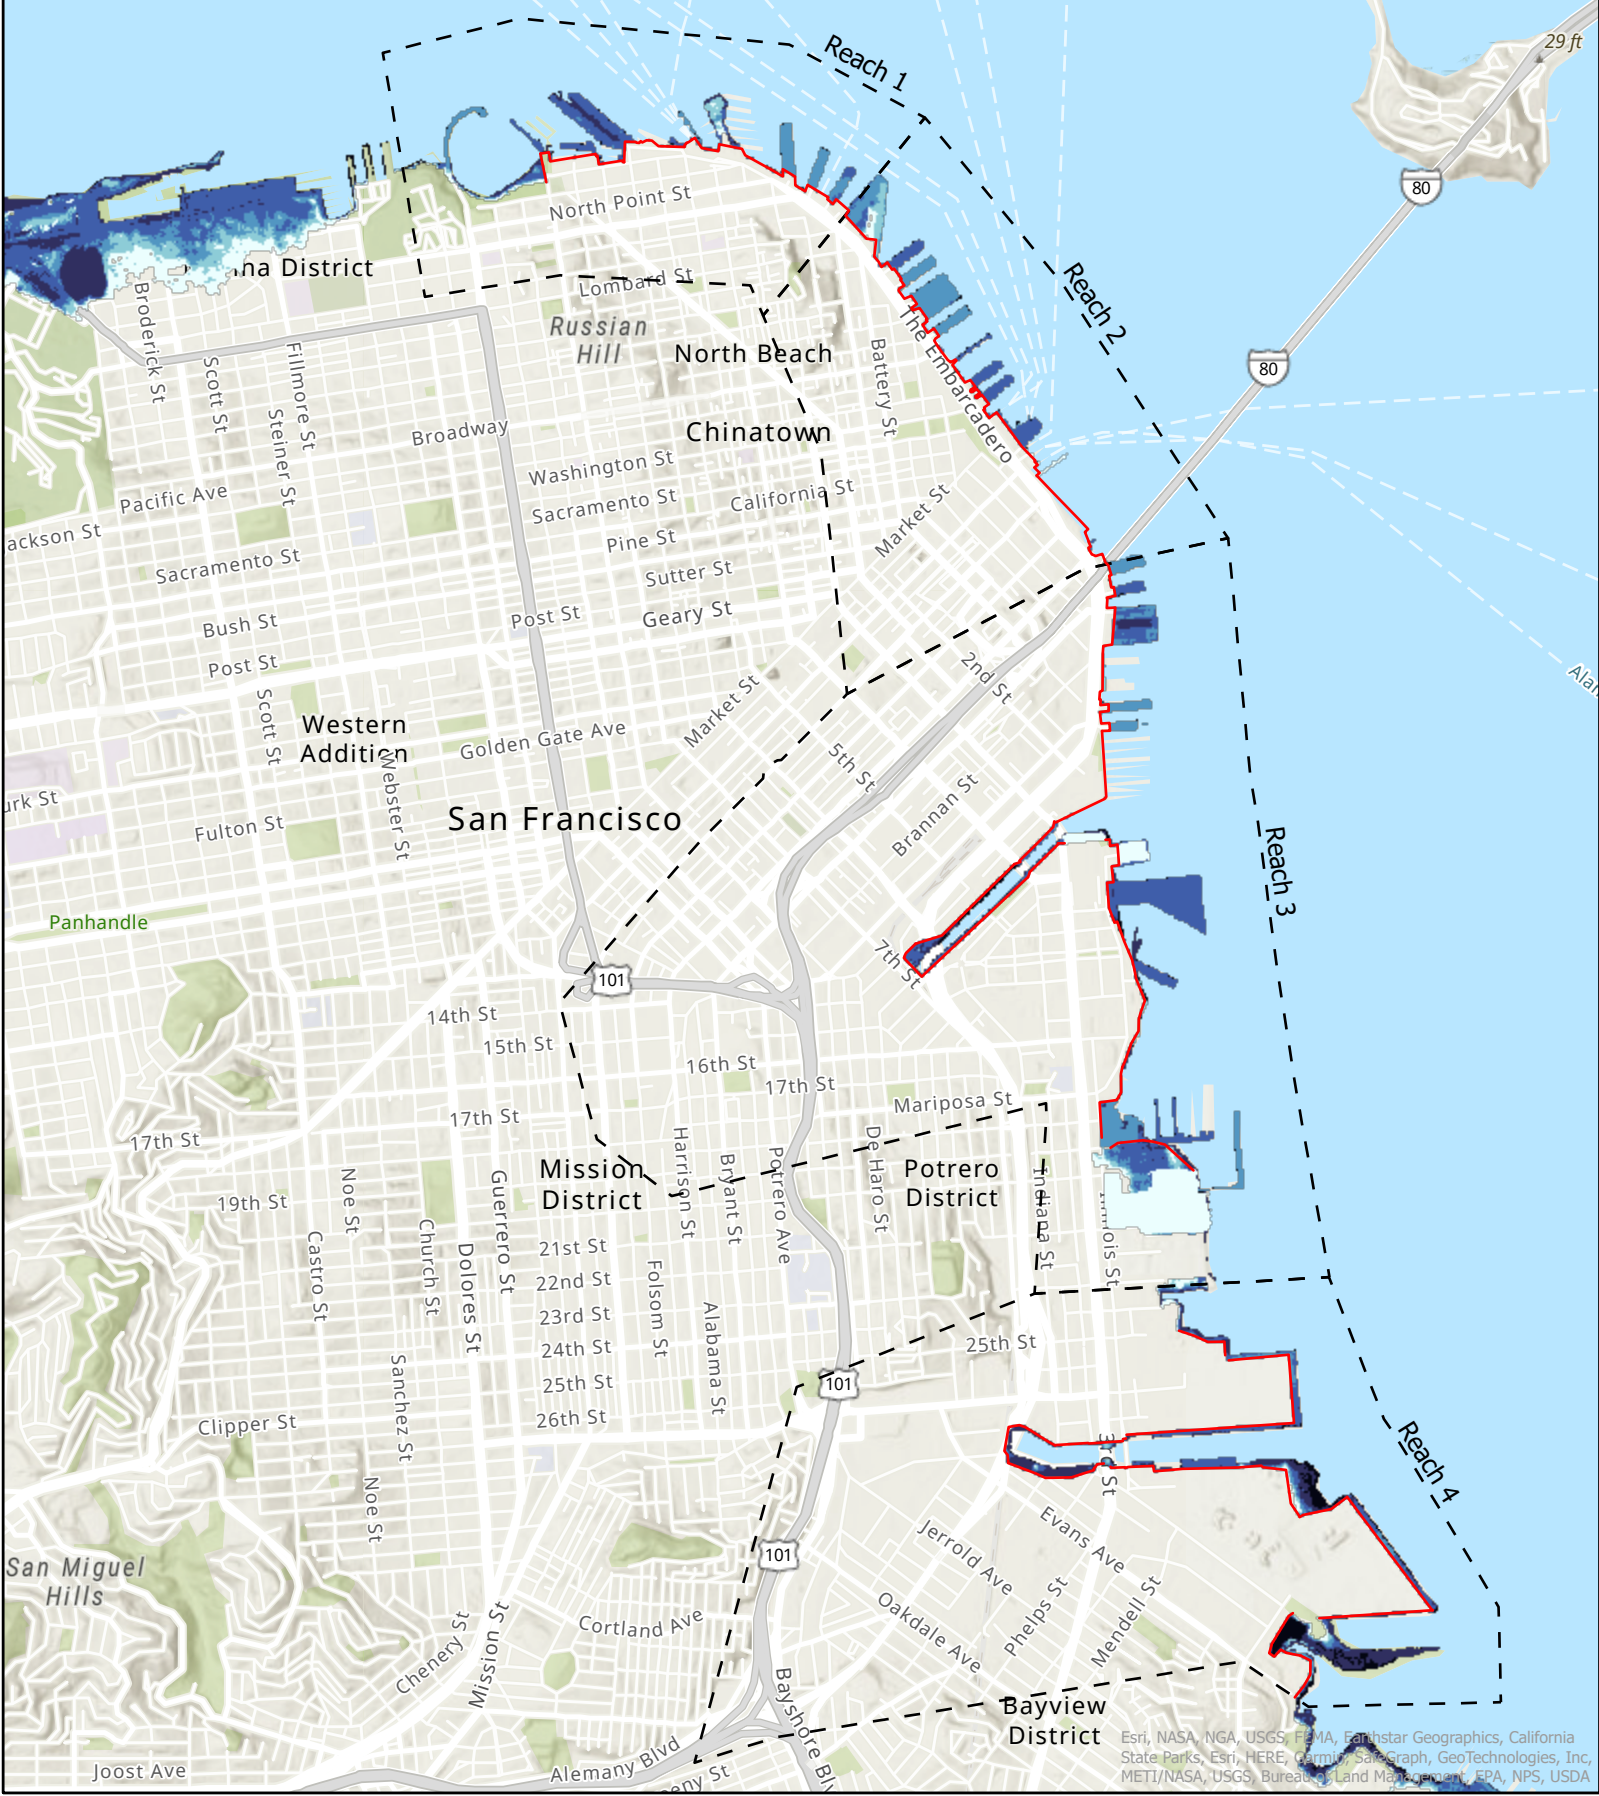 29 ft
Reach 1
80
North Point St
na District
Lombard St
Reach 2
Broderick St
Russian
Hill
North Beach
The Embarcadero
Battery St
80
Scott St
Fillmore St
Steiner St
Broadway
Chinatown
Washington St
Pacific Ave
Sacramento St
California St
Market St
ackson St
Pine St
Sacramento St
Sutter St
Bush St
Post St
Geary St
Post St
2nd St
Alan
Scott St
Western
Addition
Market St
Golden Gate Ave
5th St
Webster St
urk St
Fulton St
San Francisco
Brannan St
Reach 3
Panhandle
7th St
101
14th St
15th St
16th St
17th St
17th St
Mariposa St
17th St
Mission
District
Harrison St
Bryant St
Potrero Ave
De Haro St
Potrero
District
Indiana St
Illinois St
19th St
Noe St
Guerrero St
Church St
Castro St
Dolores St
21st St
22nd St
23rd St
24th St
25th St
26th St
Folsom St
Alabama St
25th St
101
Sanchez St
Clipper St
3rd St
Reach 4
Noe St
Evans Ave
Jerrold Ave
101
San Miguel
Hills
Phelps St
Mendell St
Oakdale Ave
Cortland Ave
Chenery St
Mission St
Bayshore Blv
Bayview
District
Alemany Blvd
eny St
Joost Ave
Esri, NASA, NGA, USGS, FEMA, Earthstar Geographics, California
State Parks, Esri, HERE, Garmin, SafeGraph, GeoTechnologies, Inc,
METI/NASA, USGS, Bureau of Land Management, EPA, NPS, USDA